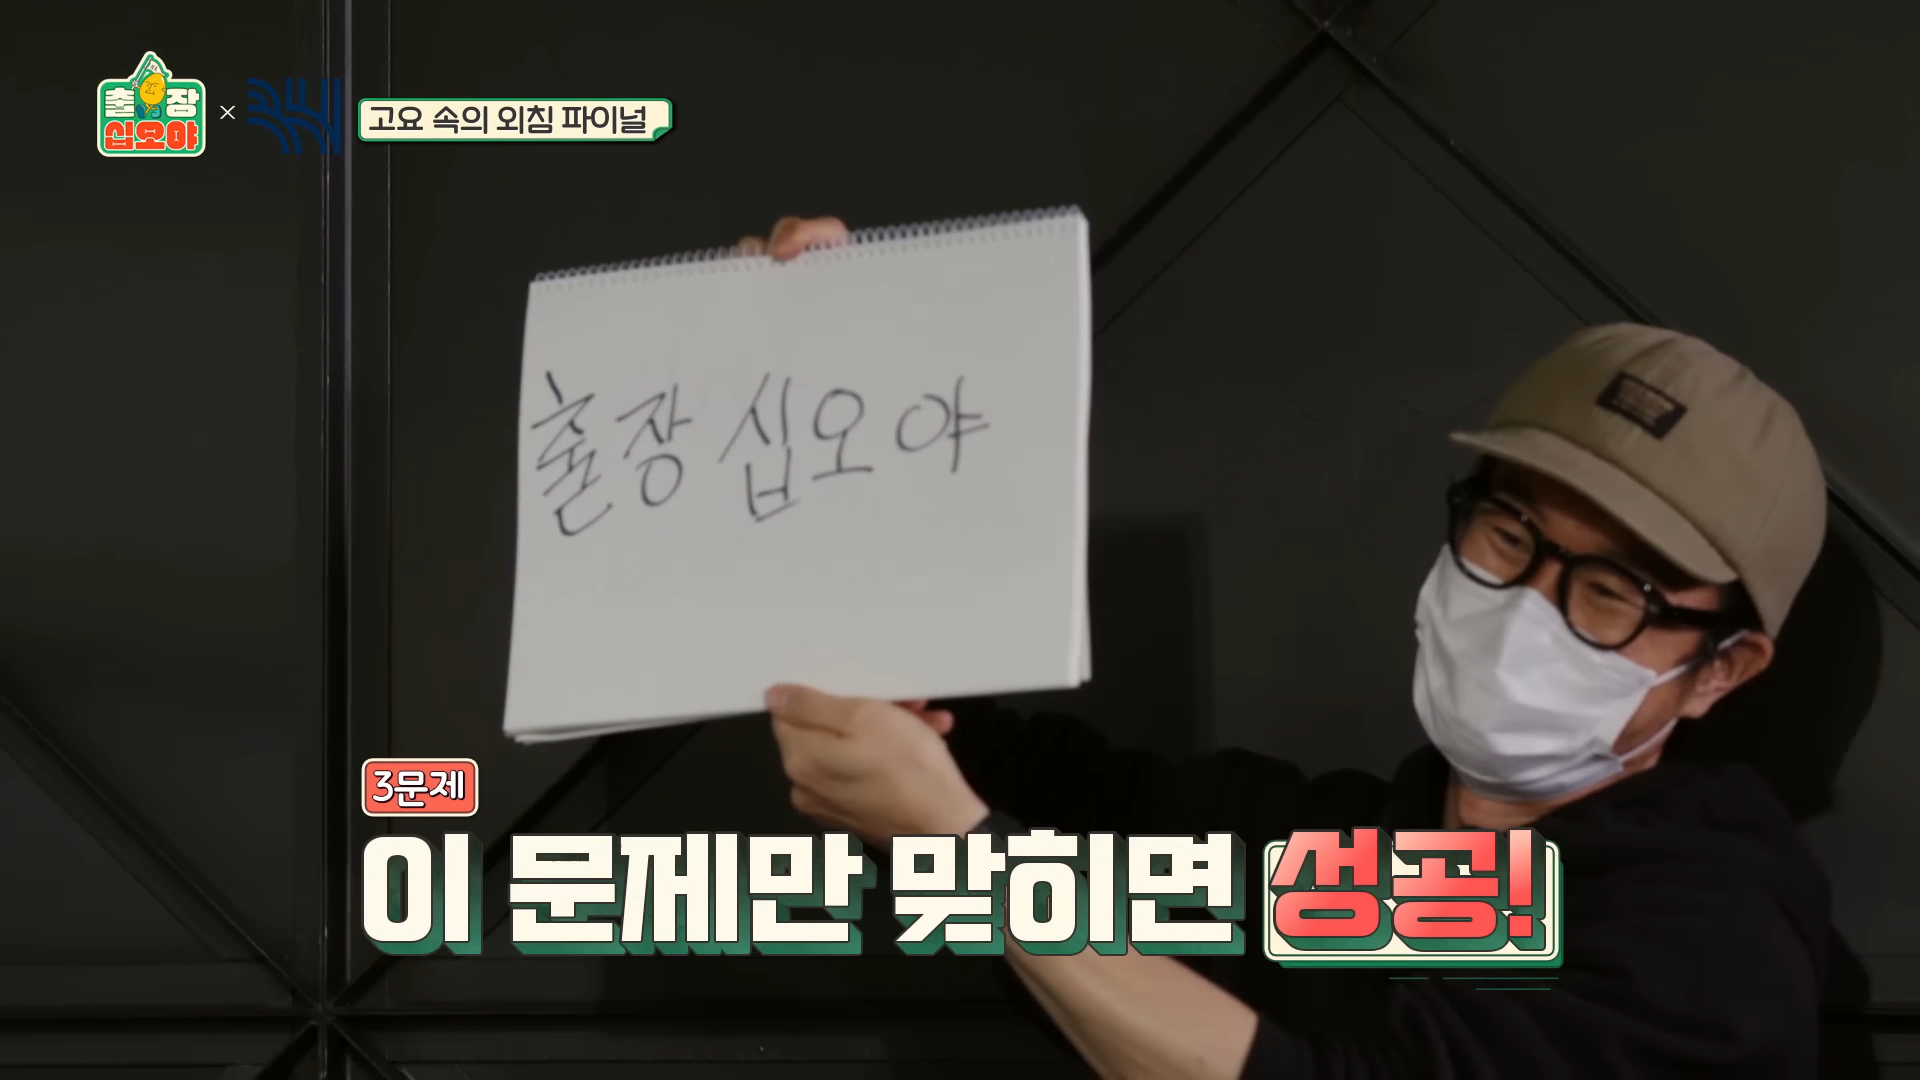 출장
십오야
×
고요 속의 외침 파이널
출장 십오야
3문제
이 문제만 맞히면 성공!